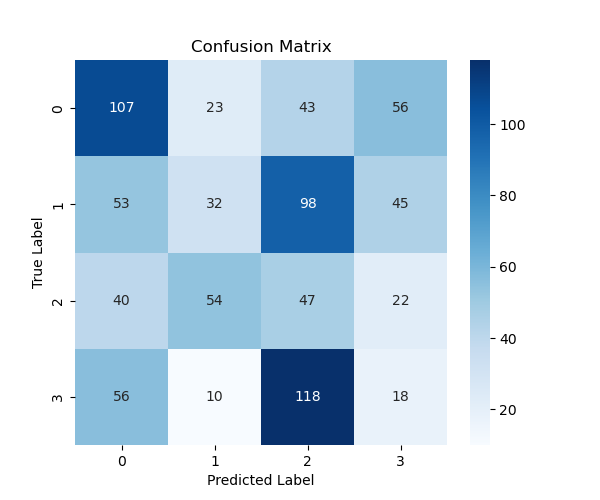 Confusion Matrix
True Label
0 107 23 43 56
1 53 32 98 45
2 40 54 47 22
3 56 10 118 18
0 1 2 3
Predicted Label
100
80
60
40
20